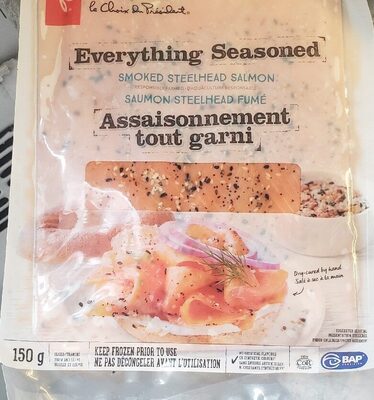 le Choix du Président
Everything Seasoned
SMOKED STEELHEAD SALMON
SAUMON STEELHEAD FUMÉ
Assaisonnement
tout garni
Dry-cured by hand
Salé à sec à la main
150 g
KEEP FROZEN PRIOR TO USE
NE PAS DÉCONGELER AVANT L'UTILISATION
COR
BAP